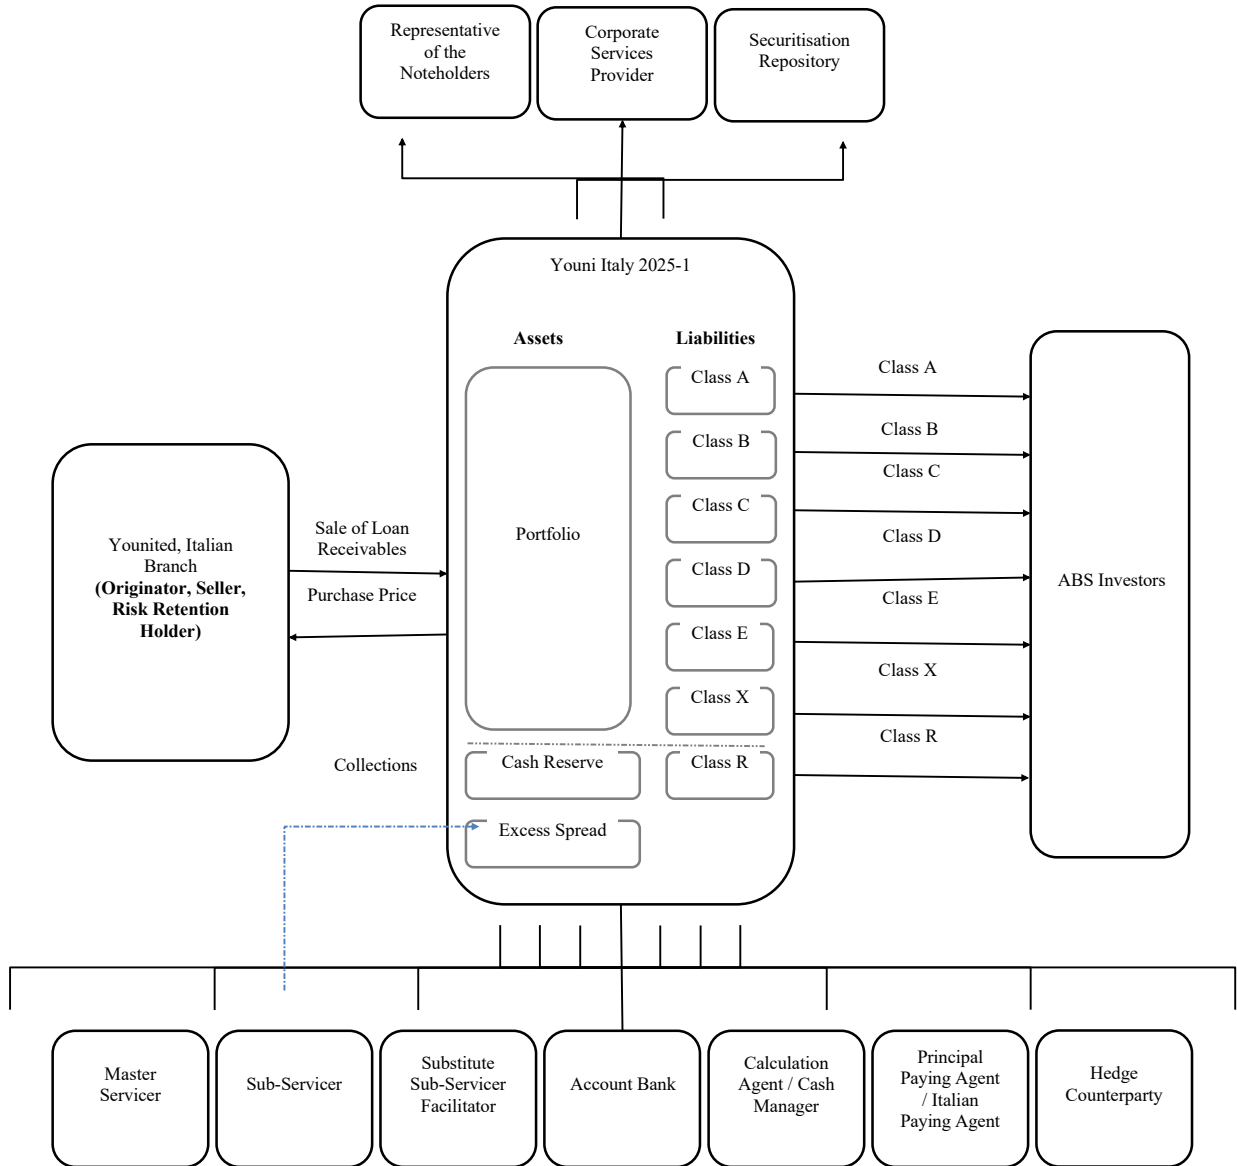 Representative
of the
Noteholders
Corporate
Services
Provider
Securitisation
Repository
Youni Italy 2025-1
Assets
Liabilities
Class A
Class B
Class C
Class D
Class E
Class X
Class R
Portfolio
Cash Reserve
Excess Spread
Younited, Italian
Branch
(Originator, Seller,
Risk Retention
Holder)
Sale of Loan
Receivables
Purchase Price
Collections
Class A
Class B
Class C
Class D
Class E
Class X
Class R
ABS Investors
Master
Servicer
Sub-Servicer
Substitute
Sub-Servicer
Facilitator
Account Bank
Calculation
Agent / Cash
Manager
Principal
Paying Agent
/ Italian
Paying Agent
Hedge
Counterparty